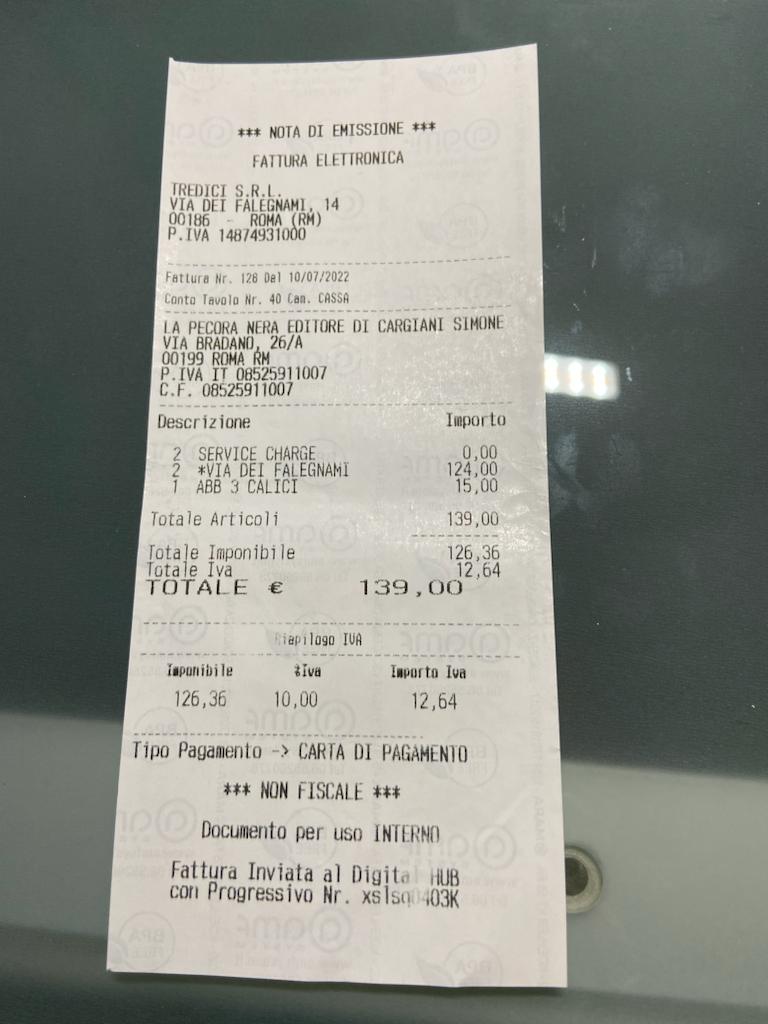 *** NOTA DI EMISSIONE ***
FATTURA ELETTRONICA
TREDICI S.R.L.
VIA DEI FALEGNAMI, 14
00186 - ROMA (RM)
P.IVA 14874931000
Fattura Nr. 128 Del 10/07/2022
Conto Tavolo Nr. 40 Cam. CASSA
LA PECORA NERA EDITORE DI CARGIANI SIMONE
VIA BRADANO, 26/A
00199 ROMA RM
P.IVA IT 08525911007
C.F. 08525911007
Descrizione Importo
2 SERVICE CHARGE 0,00
2 *VIA DEI FALEGNAMI 124,00
1 ABB 3 CALICI 15,00
Totale Articoli 139,00
Totale Imponibile 126,36
Totale Iva 12,64
TOTALE € 139,00
Riepilogo IVA
Imponibile %Iva Importo Iva
126,36 10,00 12,64
Tipo Pagamento -> CARTA DI PAGAMENTO
*** NON FISCALE ***
Documento per uso INTERNO
Fattura Inviata al Digital HUB
con Progressivo Nr.